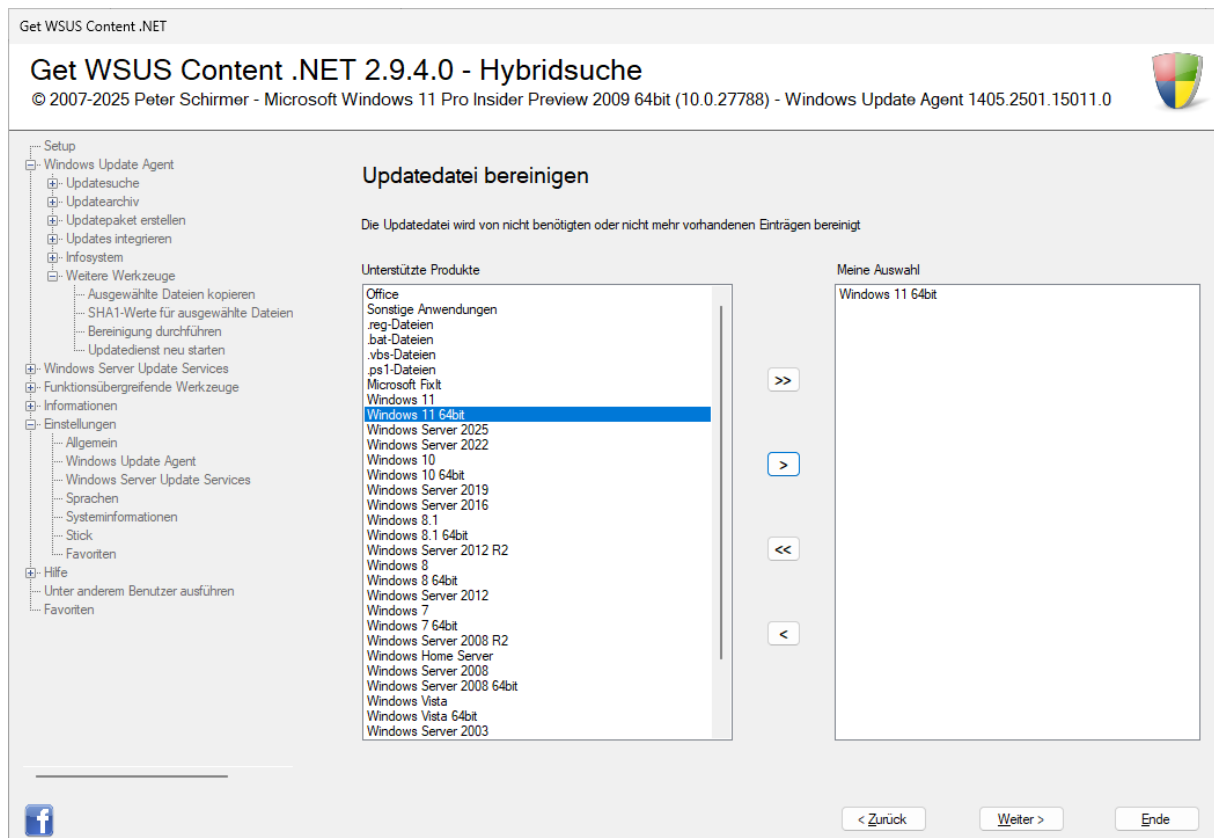 Get WSUS Content .NET
Get WSUS Content .NET 2.9.4.0 - Hybridsuche
© 2007-2025 Peter Schirmer - Microsoft Windows 11 Pro Insider Preview 2009 64bit (10.0.27788) - Windows Update Agent 1405.2501.15011.0
Setup
Windows Update Agent
Updatesuche
Updatearchiv
Updatepaket erstellen
Updates integrieren
Infosystem
Weitere Werkzeuge
Ausgewählte Dateien kopieren
SHA1-Werte für ausgewählte Dateien
Bereinigung durchführen
Updatedienst neu starten
Windows Server Update Services
Funktionsübergreifende Werkzeuge
Informationen
Einstellungen
Allgemein
Windows Update Agent
Windows Server Update Services
Sprachen
Systeminformationen
Stick
Favoriten
Hilfe
Unter anderem Benutzer ausführen
Favoriten
Updatedatei bereinigen
Die Updatedatei wird von nicht benötigten oder nicht mehr vorhandenen Einträgen bereinigt
Unterstützte Produkte
Office
Sonstige Anwendungen
.reg-Dateien
.bat-Dateien
.vbs-Dateien
.ps1-Dateien
Microsoft FixIt
Windows 11
Windows 11 64bit
Windows Server 2025
Windows Server 2022
Windows 10
Windows 10 64bit
Windows Server 2019
Windows Server 2016
Windows 8.1
Windows 8.1 64bit
Windows Server 2012 R2
Windows 8
Windows 8 64bit
Windows Server 2012
Windows 7
Windows 7 64bit
Windows Server 2008 R2
Windows Home Server
Windows Server 2008
Windows Server 2008 64bit
Windows Vista
Windows Vista 64bit
Windows Server 2003
>>
>
<<
<
Meine Auswahl
Windows 11 64bit
f
< Zurück
Weiter >
Ende